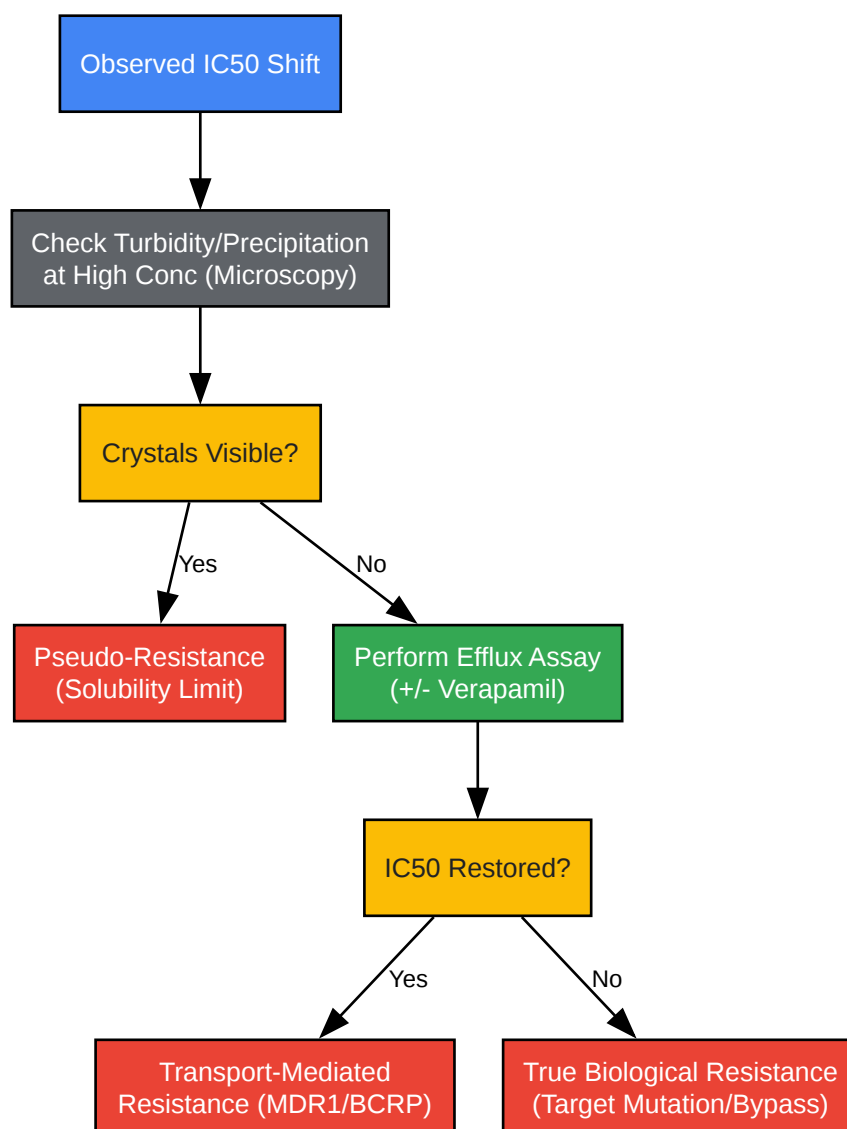 Observed IC50 Shift
Check Turbidity/Precipitation
at High Conc (Microscopy)
Crystals Visible?
Yes
No
Pseudo-Resistance
(Solubility Limit)
Perform Efflux Assay
(+/- Verapamil)
IC50 Restored?
Yes
No
Transport-Mediated
Resistance (MDR1/BCRP)
True Biological Resistance
(Target Mutation/Bypass)